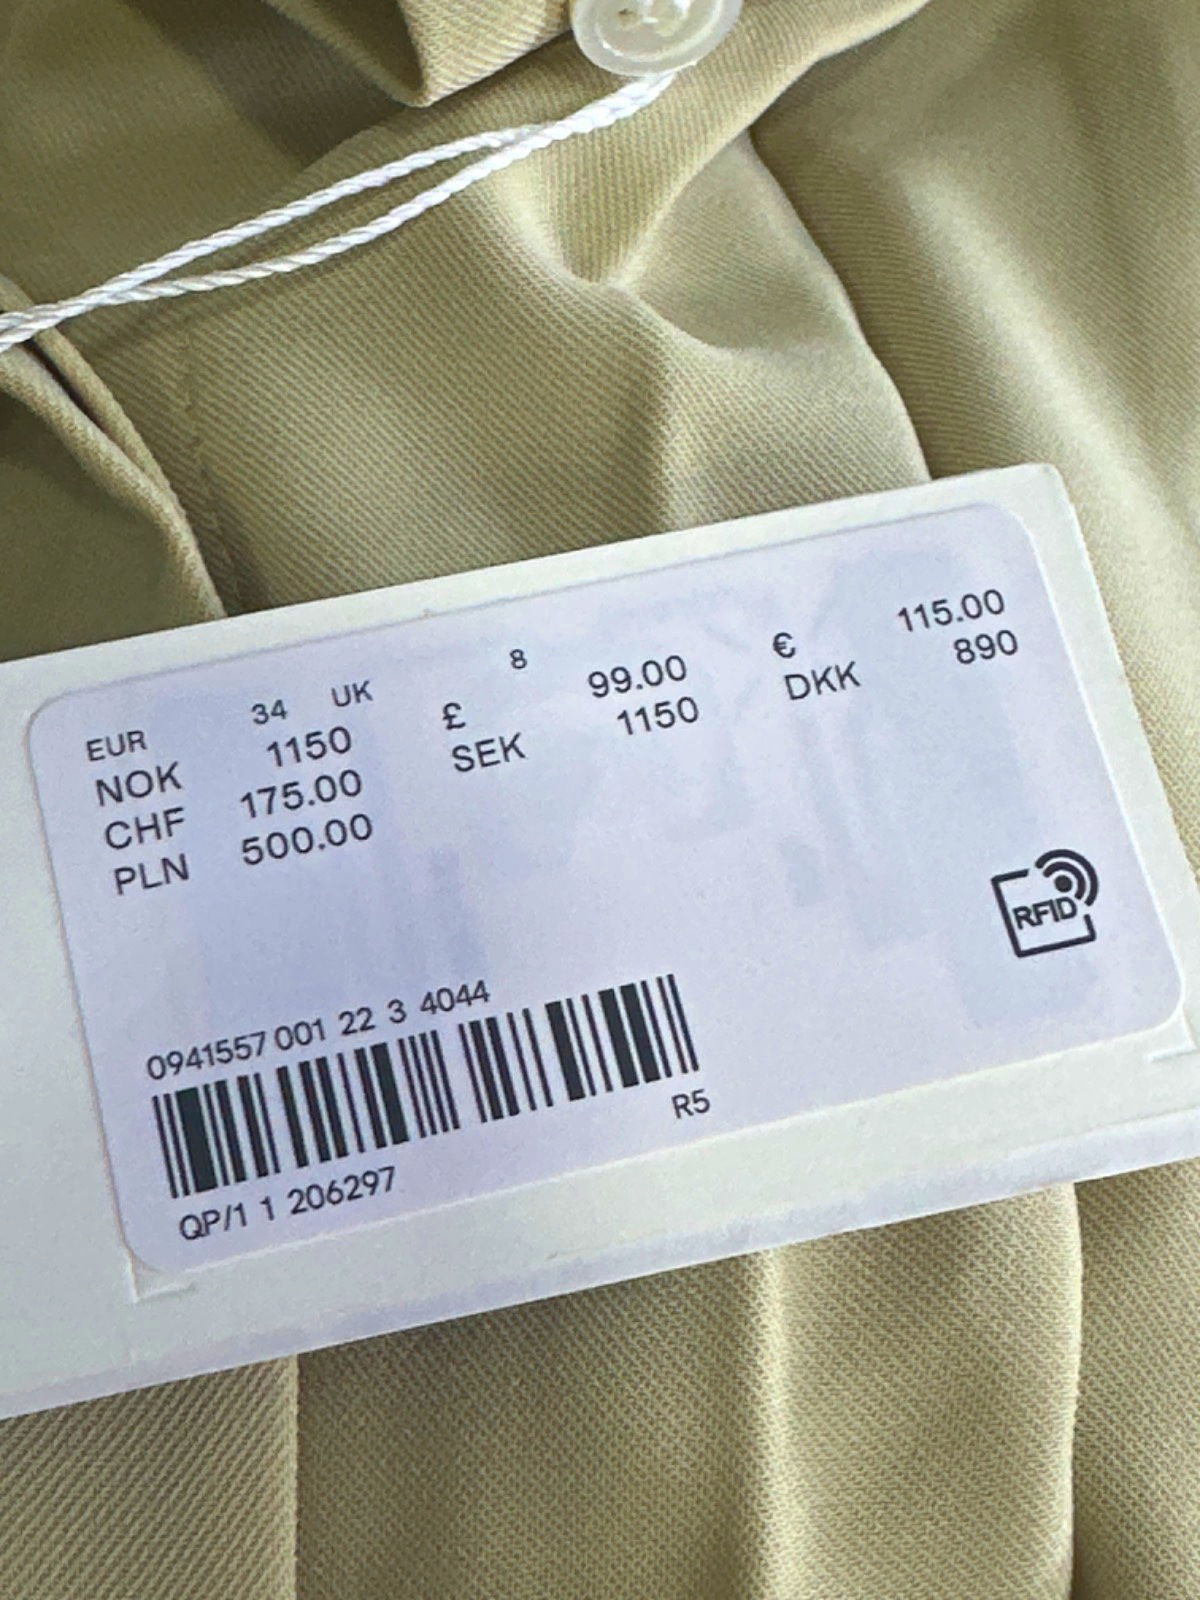 EUR 34 UK 8
NOK 1150 £ 99.00 € 115.00
CHF 175.00 SEK 1150 DKK 890
PLN 500.00
RFID
0941557 001 22 3 4044
R5
QP/1 1 206297